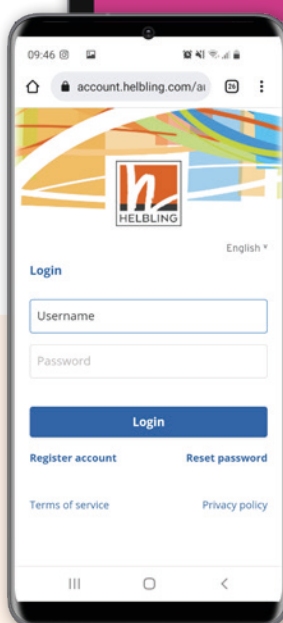 09:46
account.helbling.com/au
26
h
HELBLING
English
Login
Username
Password
Login
Register account
Reset password
Terms of service
Privacy policy